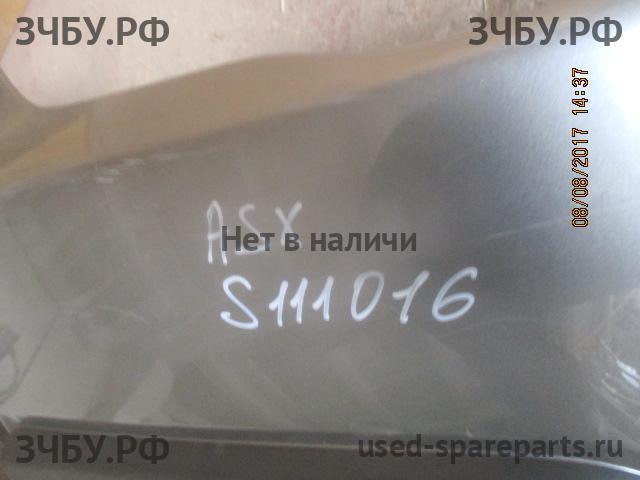 ЗЧБУ.РФ
ЗЧБУ.РФ
08/08/2017 14:37
ASX
Нет в наличи
S111016
ЗЧБУ.РФ
used-spareparts.ru